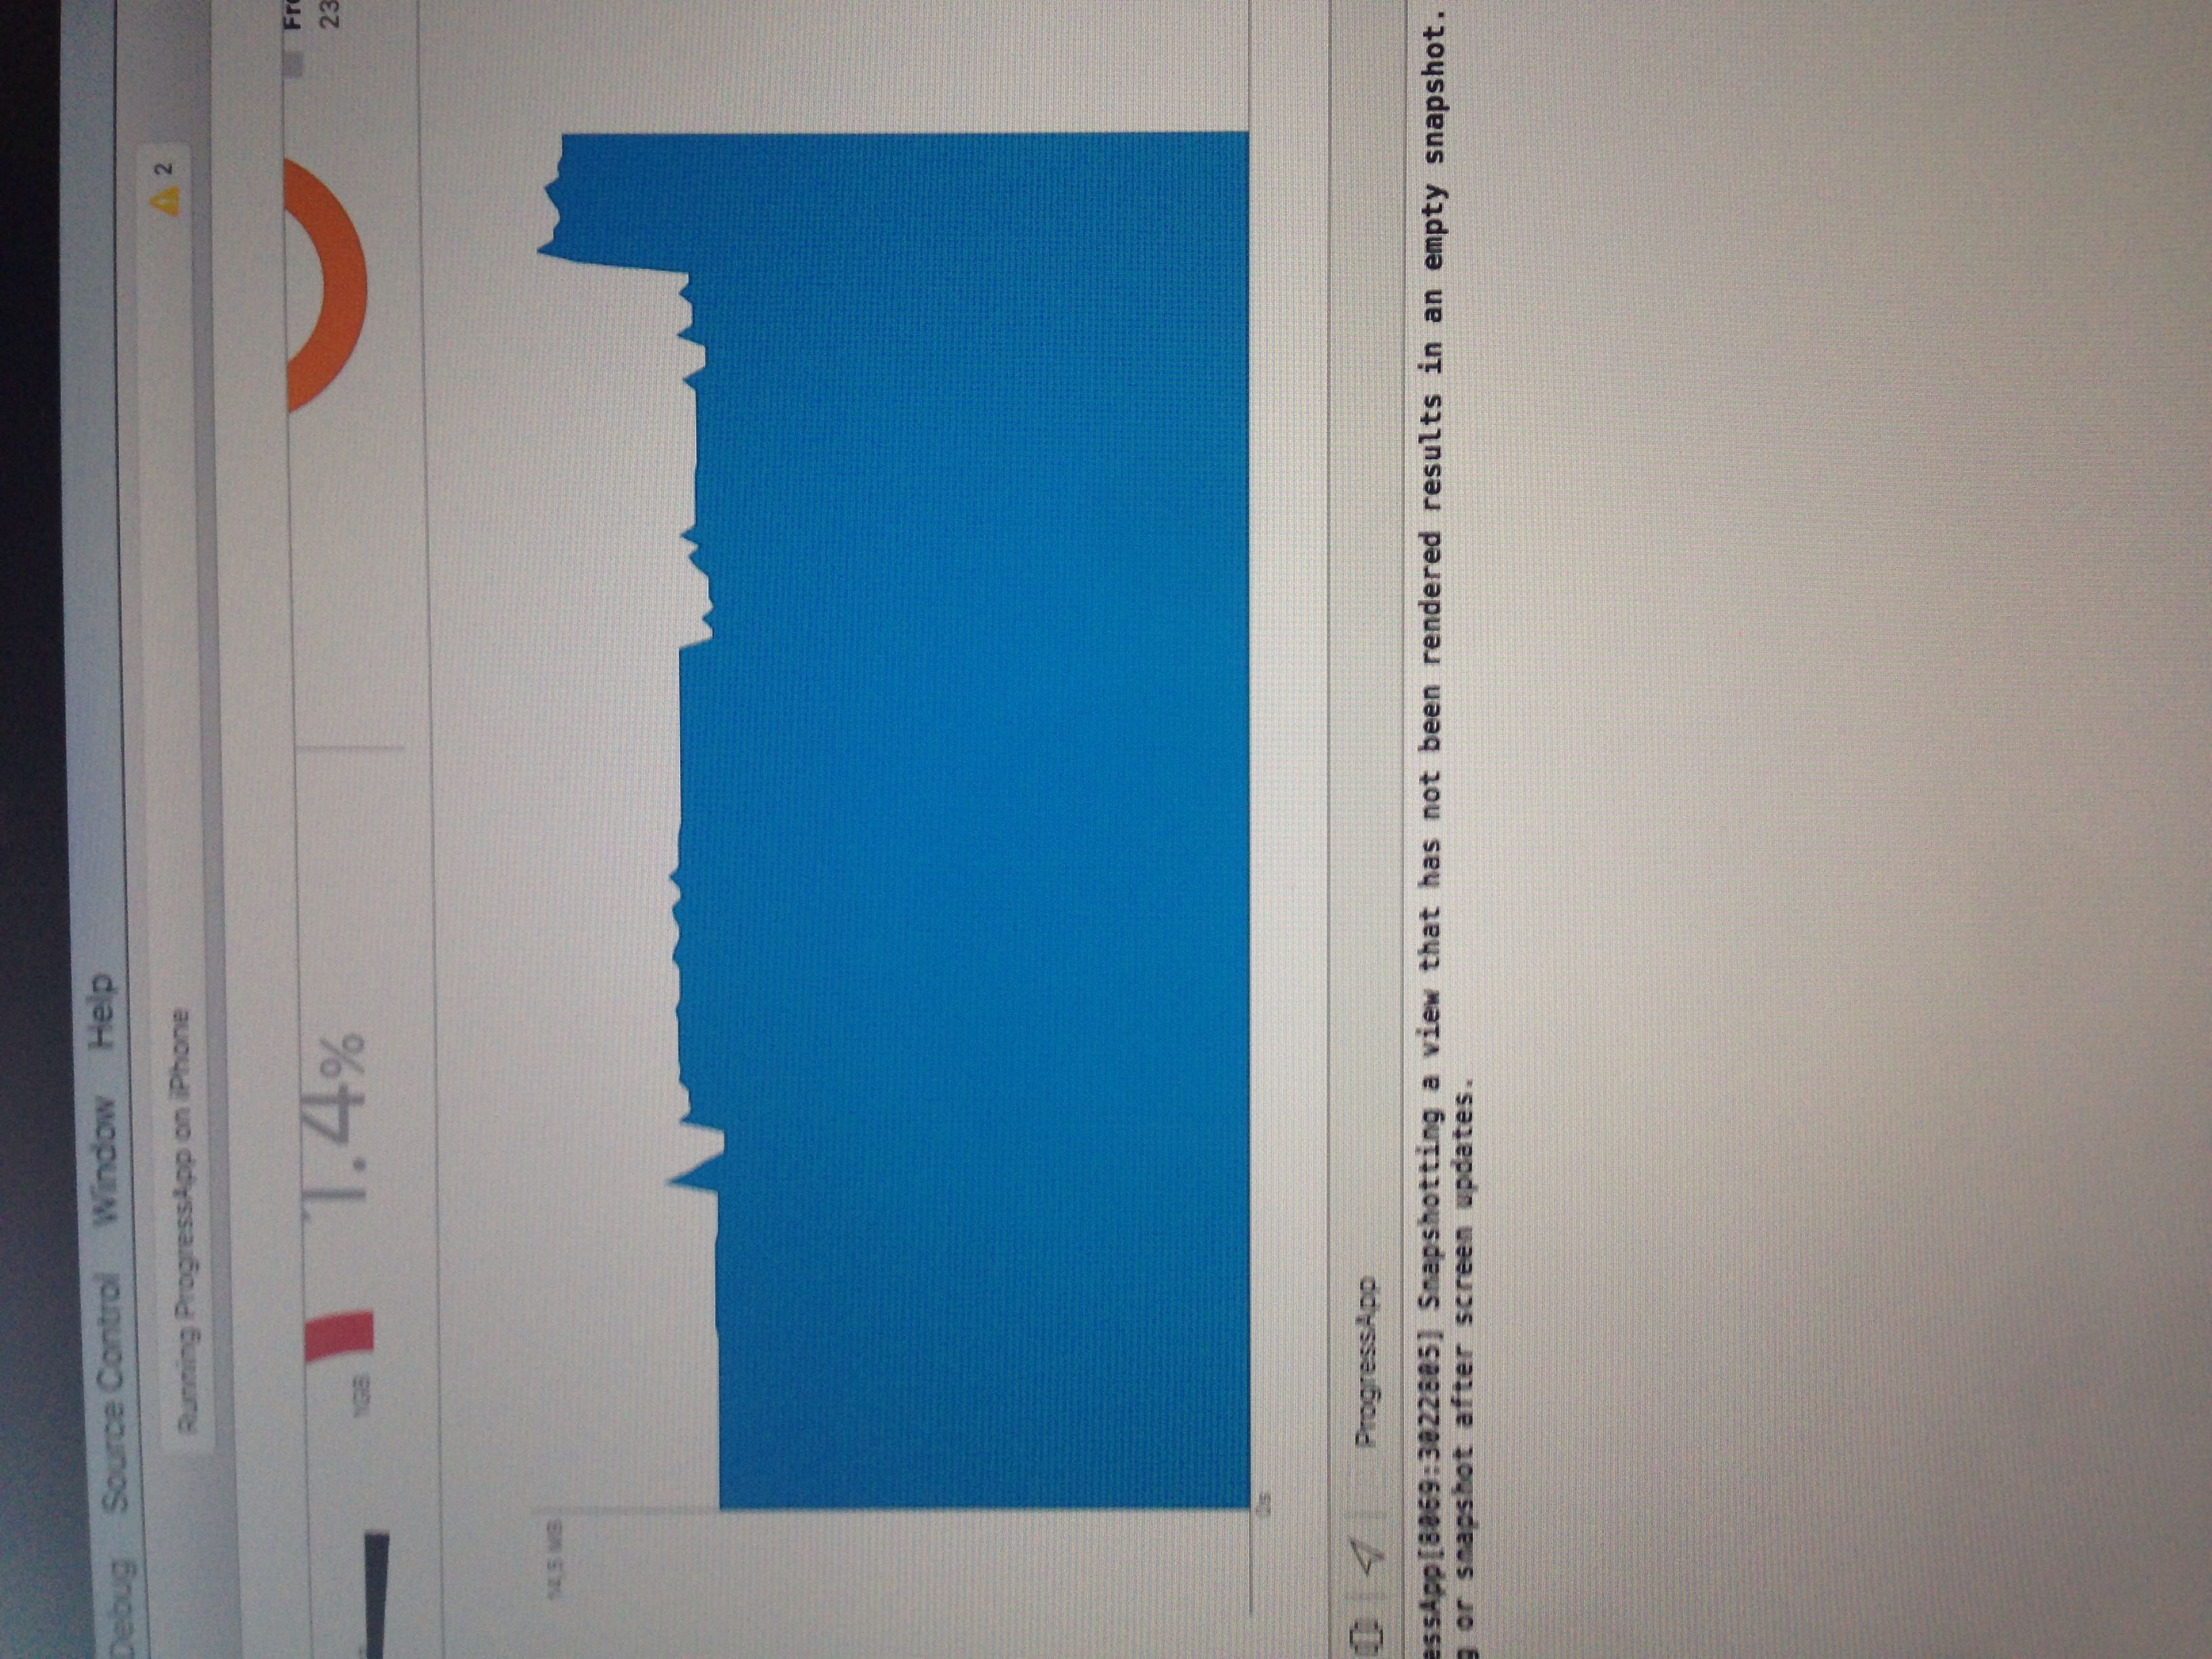 Debug Source Control Window Help
Running ProgressApp on iPhone 2
Fre
1GB 1.4% 23
14,5 MB
0s
ProgressApp
essApp[8069:3022805] Snapshotting a view that has not been rendered results in an empty snapshot.
g or snapshot after screen updates.